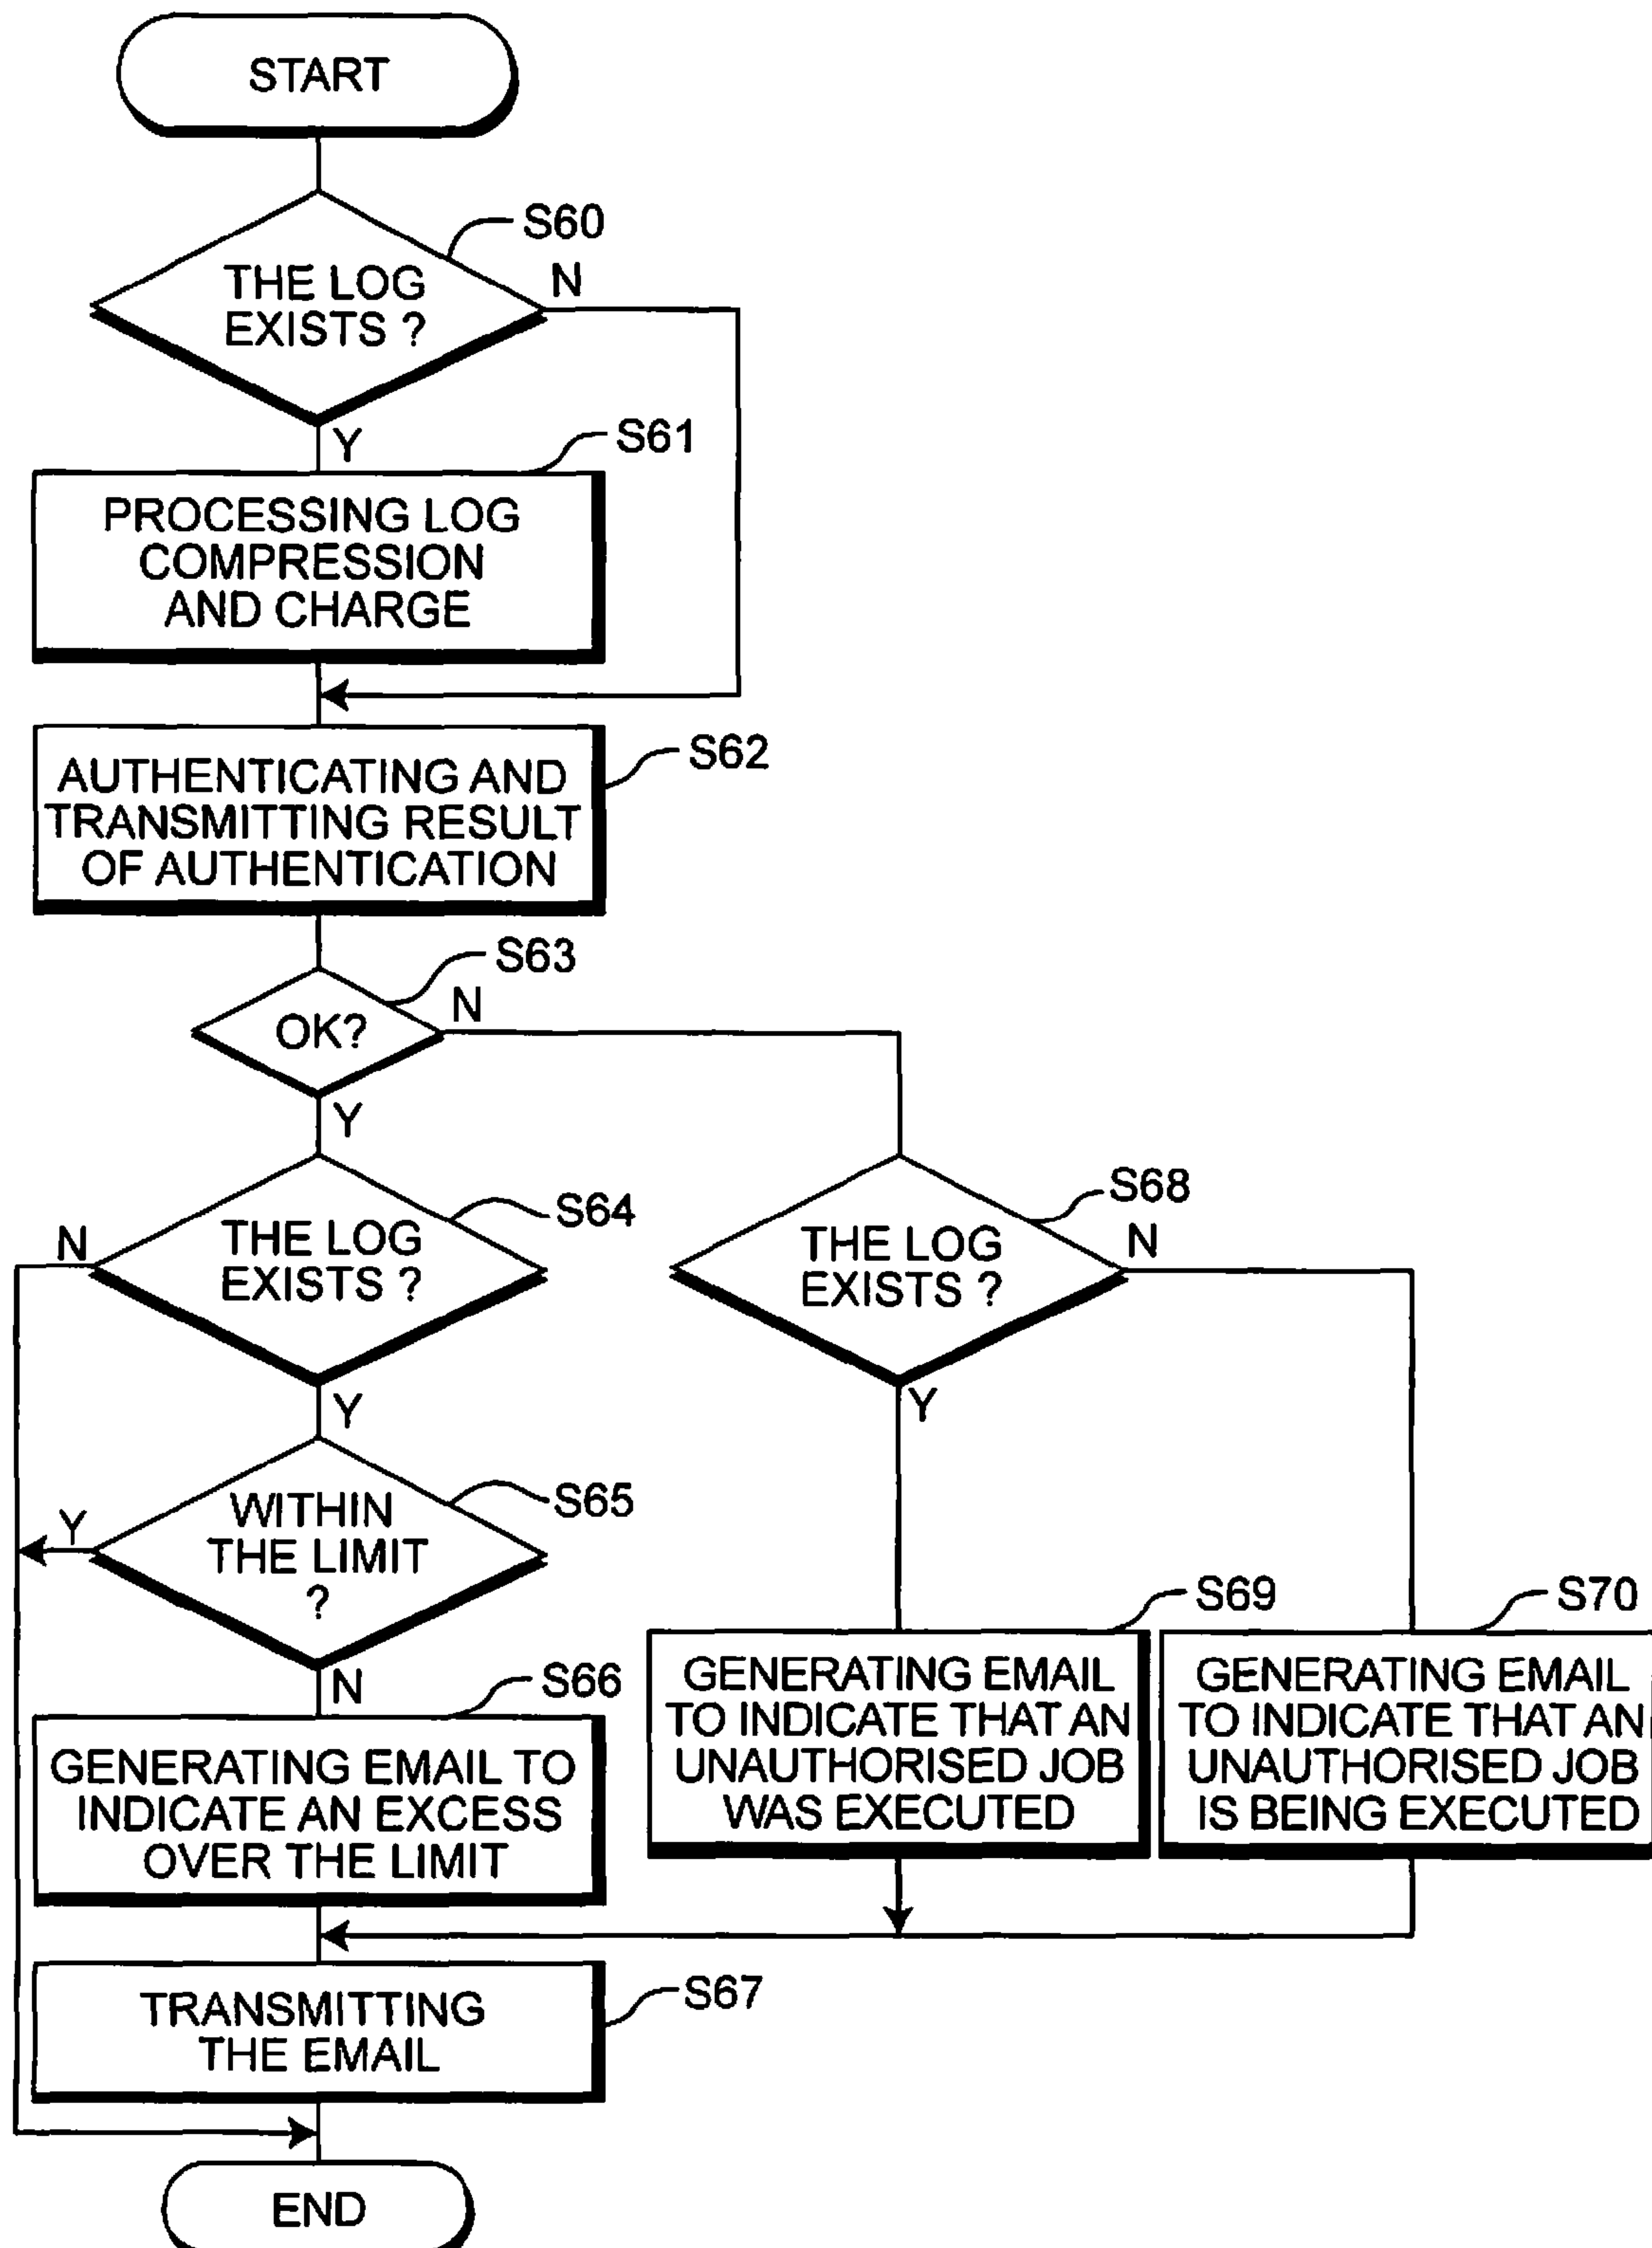 START
S60
THE LOG
EXISTS ?
N
Y
S61
PROCESSING LOG
COMPRESSION
AND CHARGE
S62
AUTHENTICATING AND
TRANSMITTING RESULT
OF AUTHENTICATION
S63
OK?
N
Y
S64
THE LOG
EXISTS ?
N
Y
S65
WITHIN
THE LIMIT
?
Y
N
S66
GENERATING EMAIL TO
INDICATE AN EXCESS
OVER THE LIMIT
S68
THE LOG
EXISTS ?
N
Y
S69
GENERATING EMAIL
TO INDICATE THAT AN
UNAUTHORISED JOB
WAS EXECUTED
S70
GENERATING EMAIL
TO INDICATE THAT AN
UNAUTHORISED JOB
IS BEING EXECUTED
S67
TRANSMITTING
THE EMAIL
END